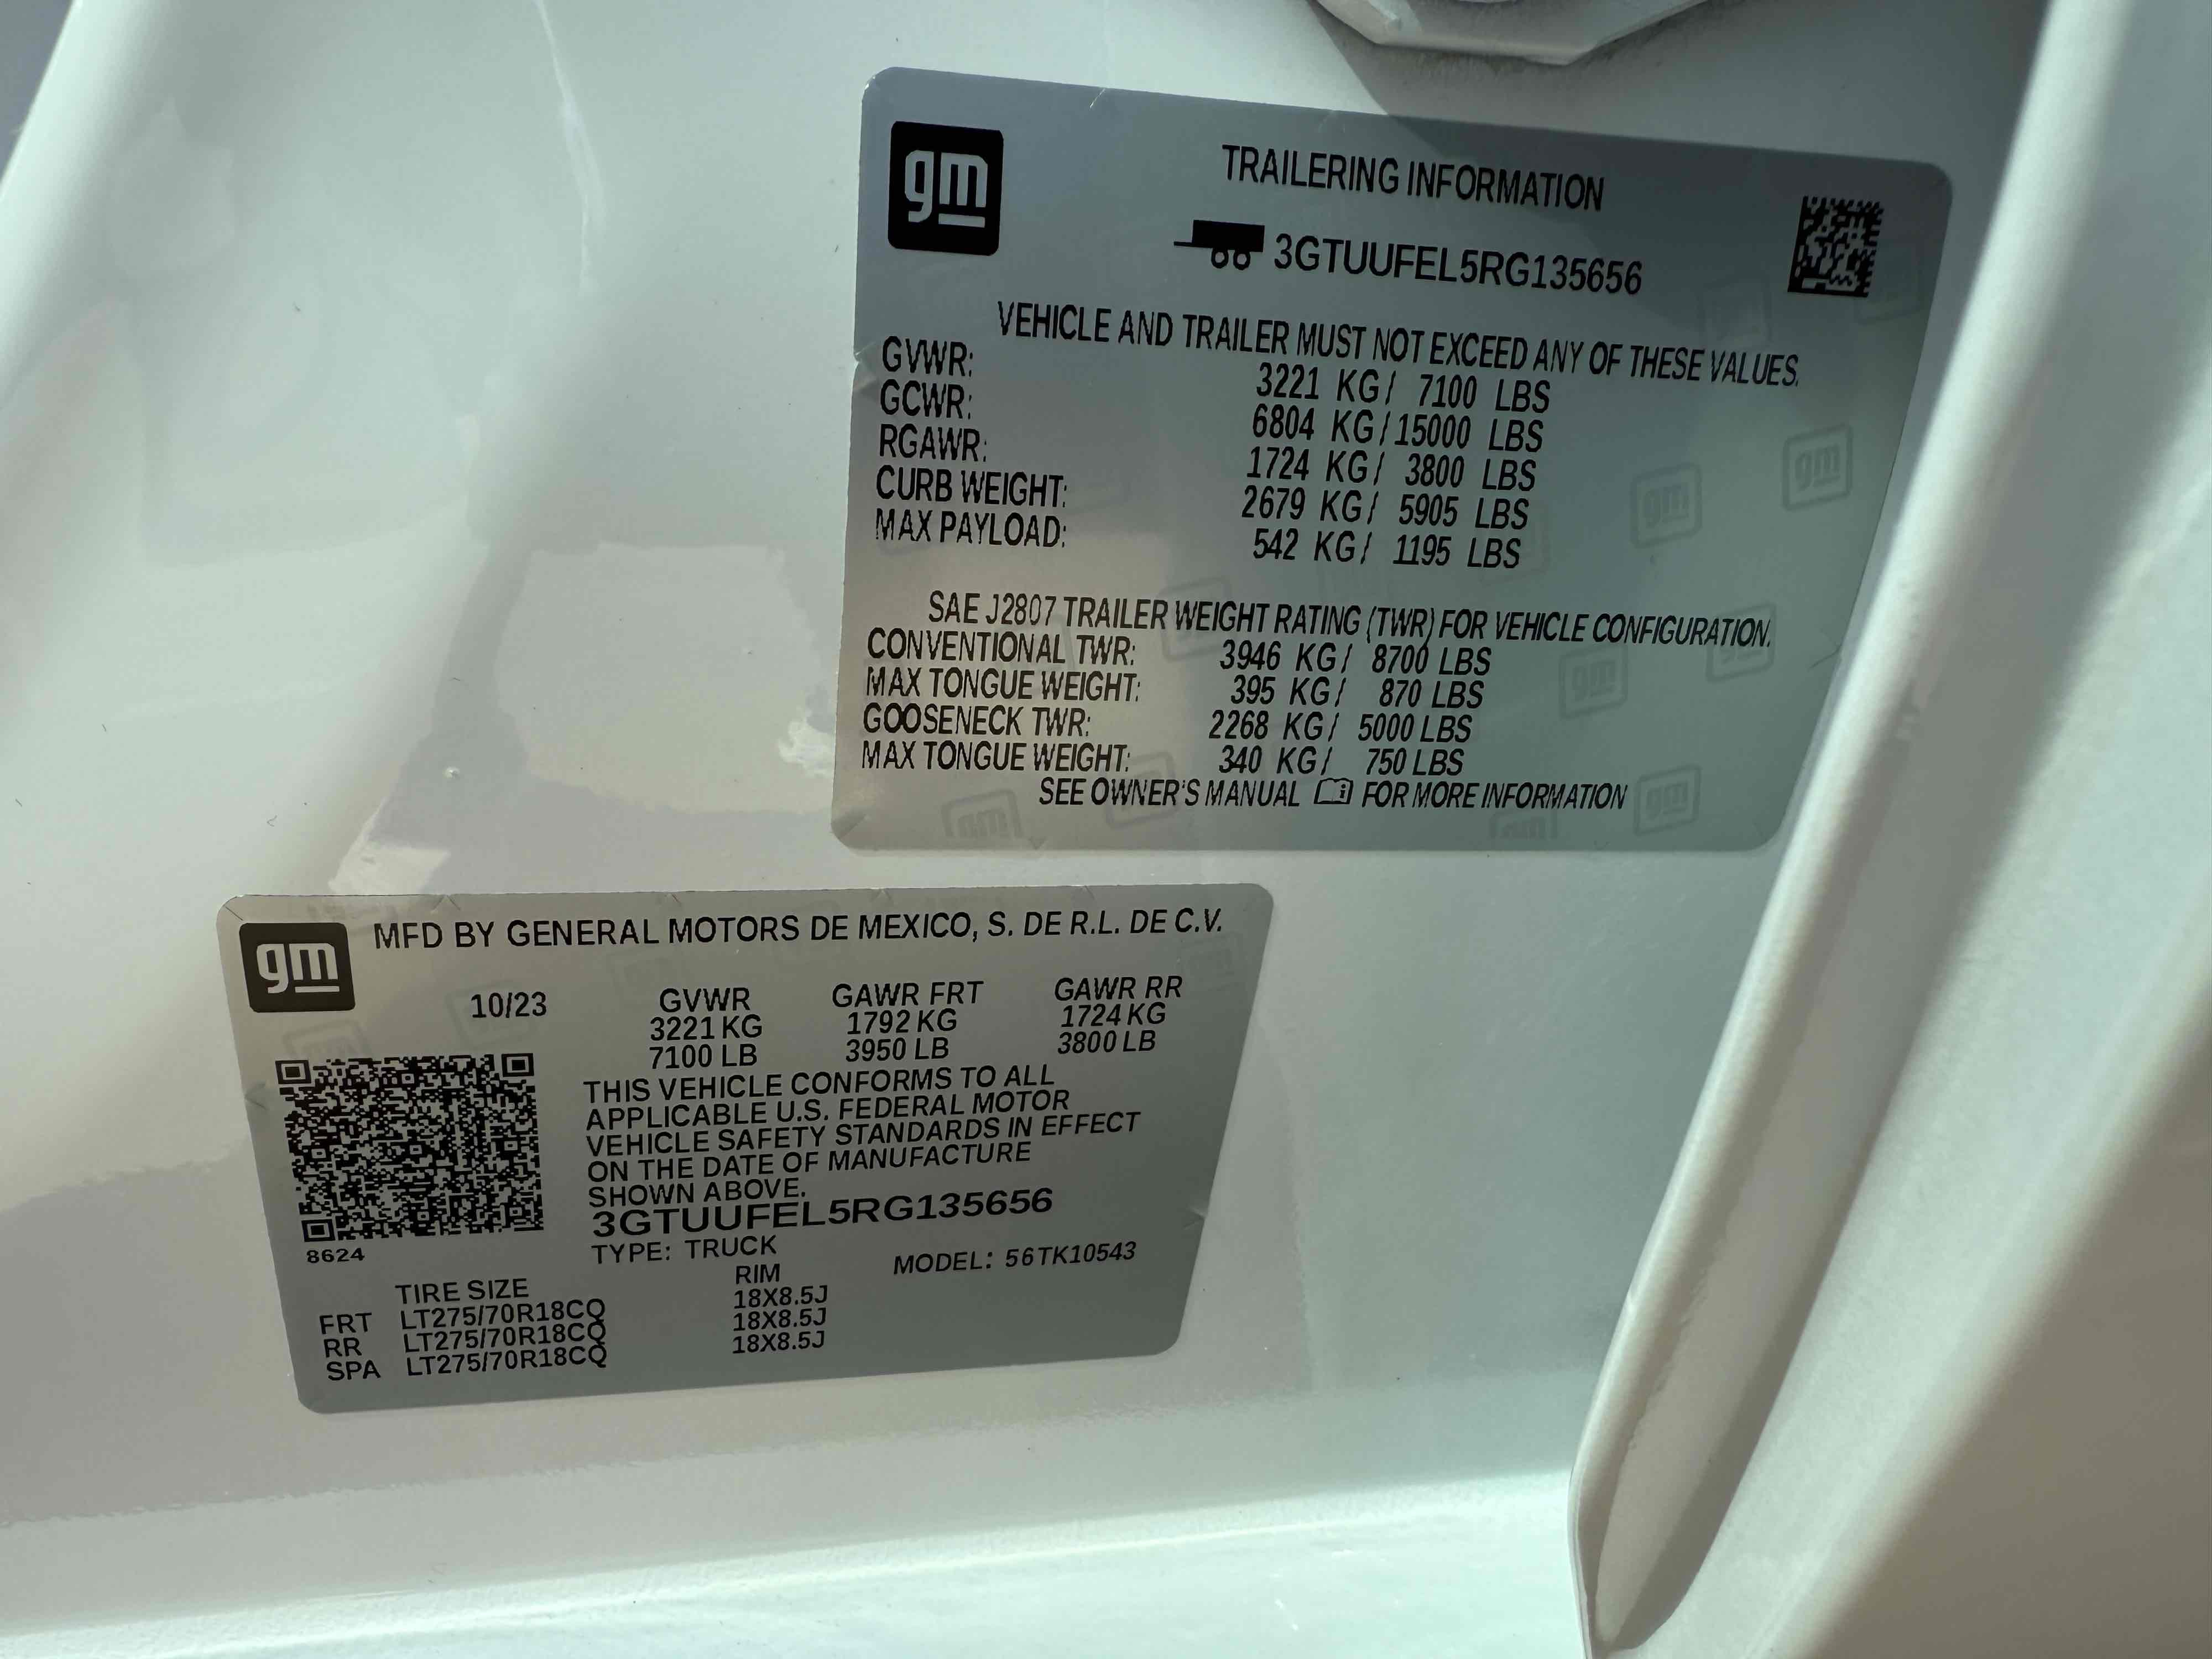 gm
TRAILERING INFORMATION
3GTUUFEL5RG135656
VEHICLE AND TRAILER MUST NOT EXCEED ANY OF THESE VALUES.
GVWR: 3221 KG/ 7100 LBS
GCWR: 6804 KG/15000 LBS
RGAWR: 1724 KG/ 3800 LBS
CURB WEIGHT: 2679 KG/ 5905 LBS
MAX PAYLOAD: 542 KG/ 1195 LBS
SAE J2807 TRAILER WEIGHT RATING (TWR) FOR VEHICLE CONFIGURATION.
CONVENTIONAL TWR: 3946 KG/ 8700 LBS
MAX TONGUE WEIGHT: 395 KG/ 870 LBS
GOOSENECK TWR: 2268 KG/ 5000 LBS
MAX TONGUE WEIGHT: 340 KG/ 750 LBS
SEE OWNER'S MANUAL FOR MORE INFORMATION
gm
MFD BY GENERAL MOTORS DE MEXICO, S. DE R.L. DE C.V.
10/23 GVWR GAWR FRT GAWR RR
3221 KG 1792 KG 1724 KG
7100 LB 3950 LB 3800 LB
THIS VEHICLE CONFORMS TO ALL
APPLICABLE U.S. FEDERAL MOTOR
VEHICLE SAFETY STANDARDS IN EFFECT
ON THE DATE OF MANUFACTURE
SHOWN ABOVE.
3GTUUFEL5RG135656
8624
TYPE: TRUCK MODEL: 56TK10543
TIRE SIZE RIM
FRT LT275/70R18CQ 18X8.5J
RR LT275/70R18CQ 18X8.5J
SPA LT275/70R18CQ 18X8.5J